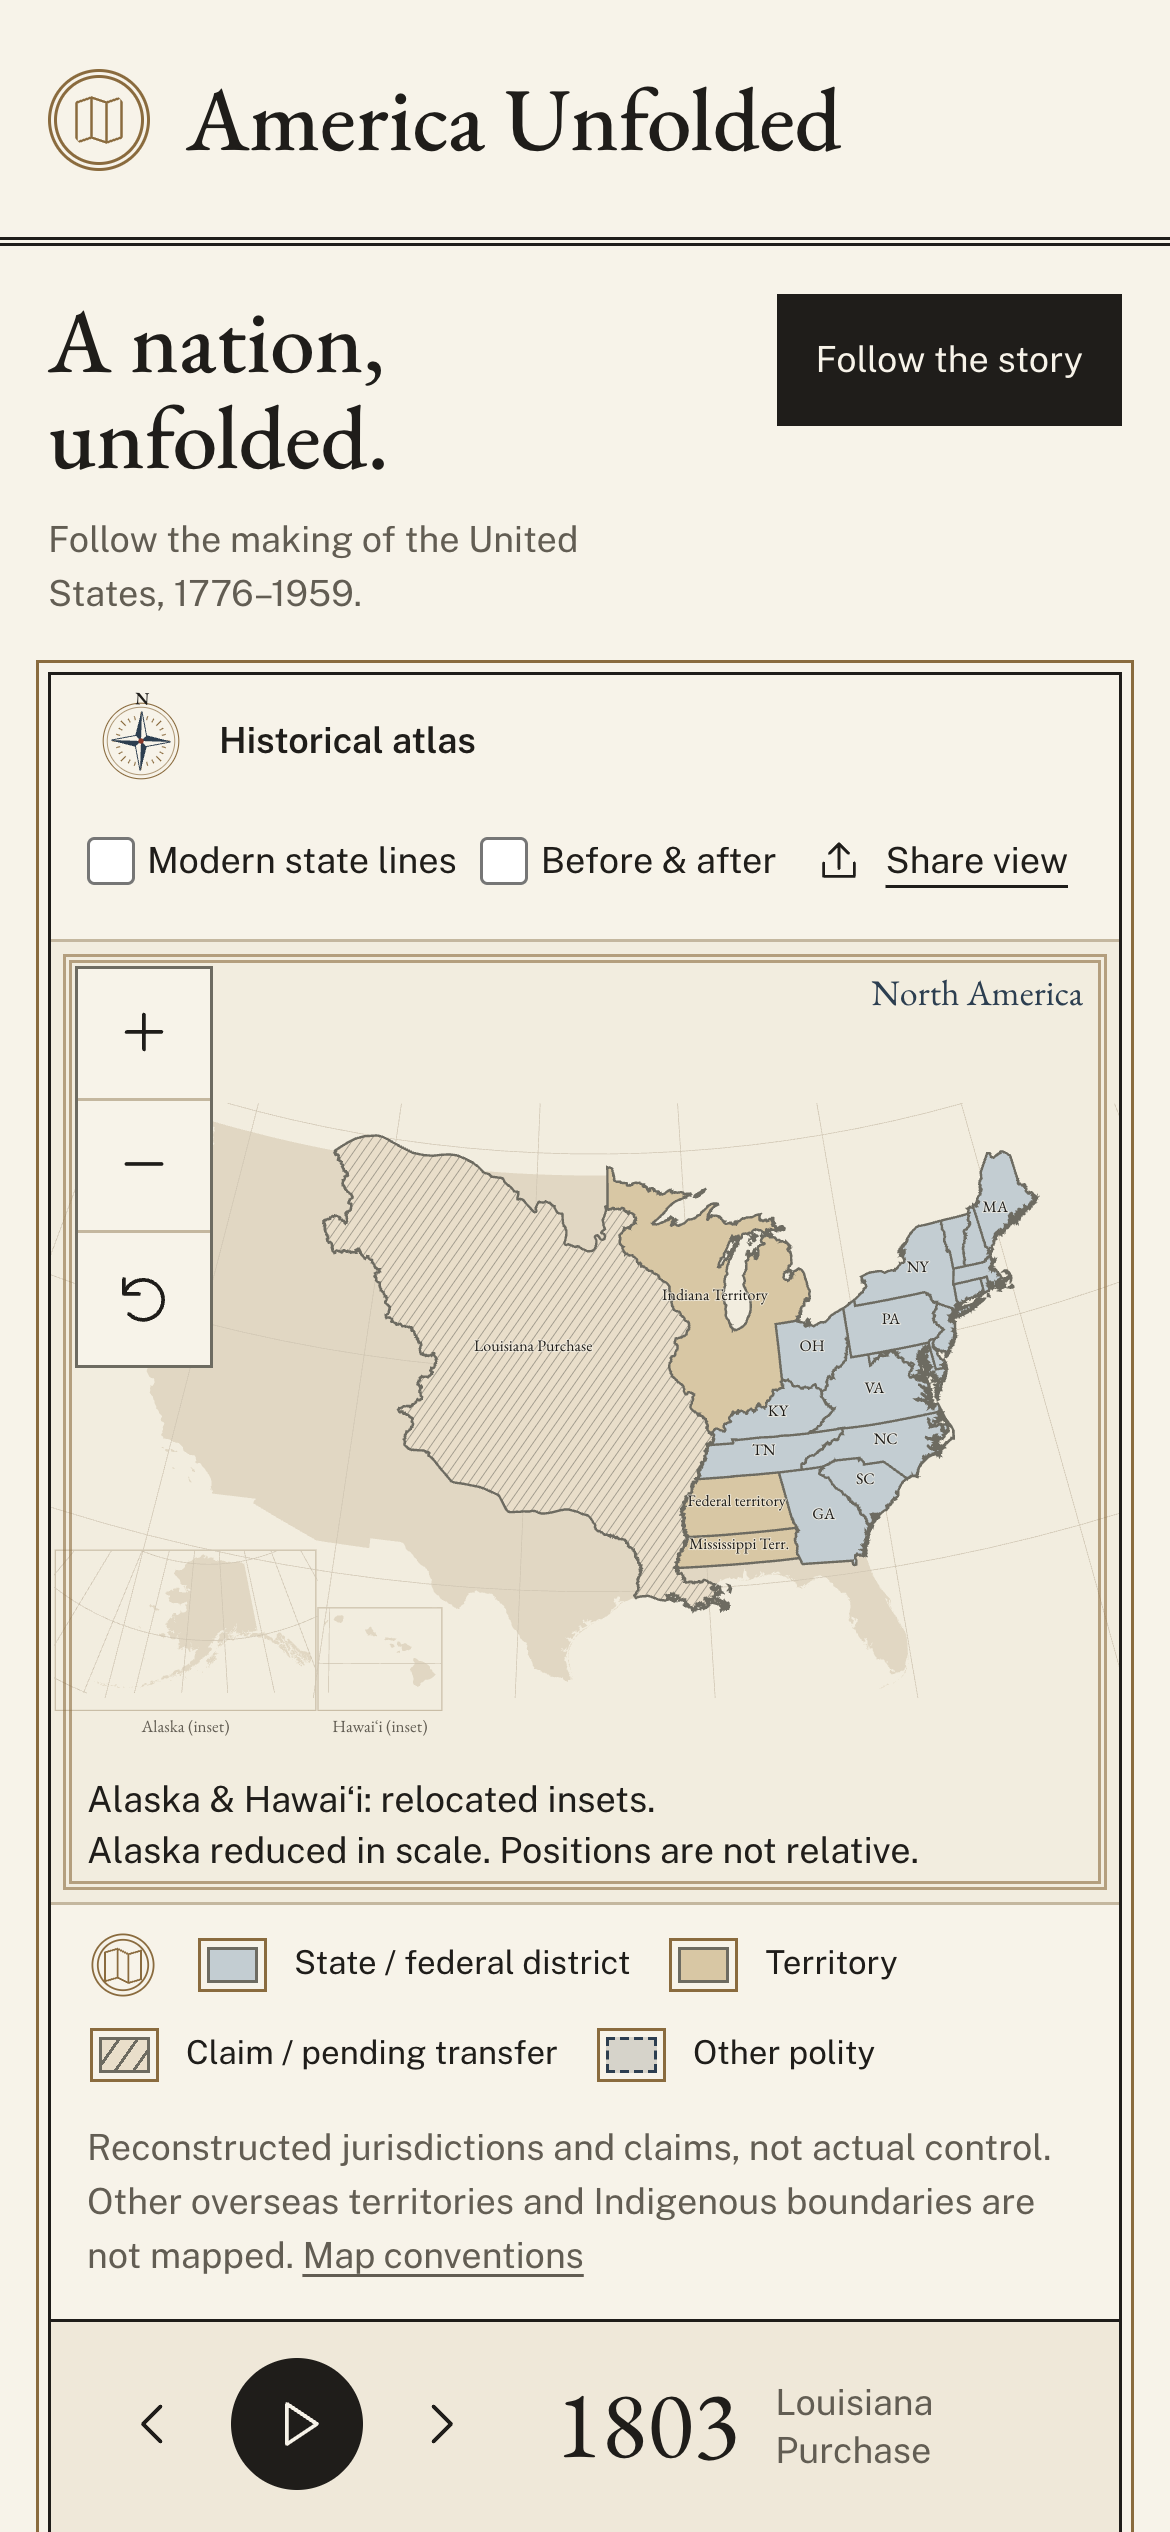 America Unfolded
A nation,
unfolded.
Follow the story
Follow the making of the United
States, 1776–1959.
N
Historical atlas
Modern state lines
Before & after
Share view
North America
MA
NY
Indiana Territory
PA
Louisiana Purchase
OH
VA
KY
NC
TN
SC
Federal territory
GA
Mississippi Terr.
Alaska (inset)
Hawaiʻi (inset)
Alaska & Hawaiʻi: relocated insets.
Alaska reduced in scale. Positions are not relative.
State / federal district
Territory
Claim / pending transfer
Other polity
Reconstructed jurisdictions and claims, not actual control.
Other overseas territories and Indigenous boundaries are
not mapped. Map conventions
1803
Louisiana
Purchase